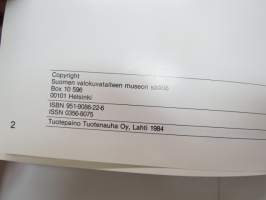 Copyright
Suomen valokuvataiteen museon säätiö
Box 10 596
00101 Helsinki
ISBN 951-9086-22-6
ISSN 0356-8075
Tuotepaino Tuotenauha Oy, Lahti 1984
2